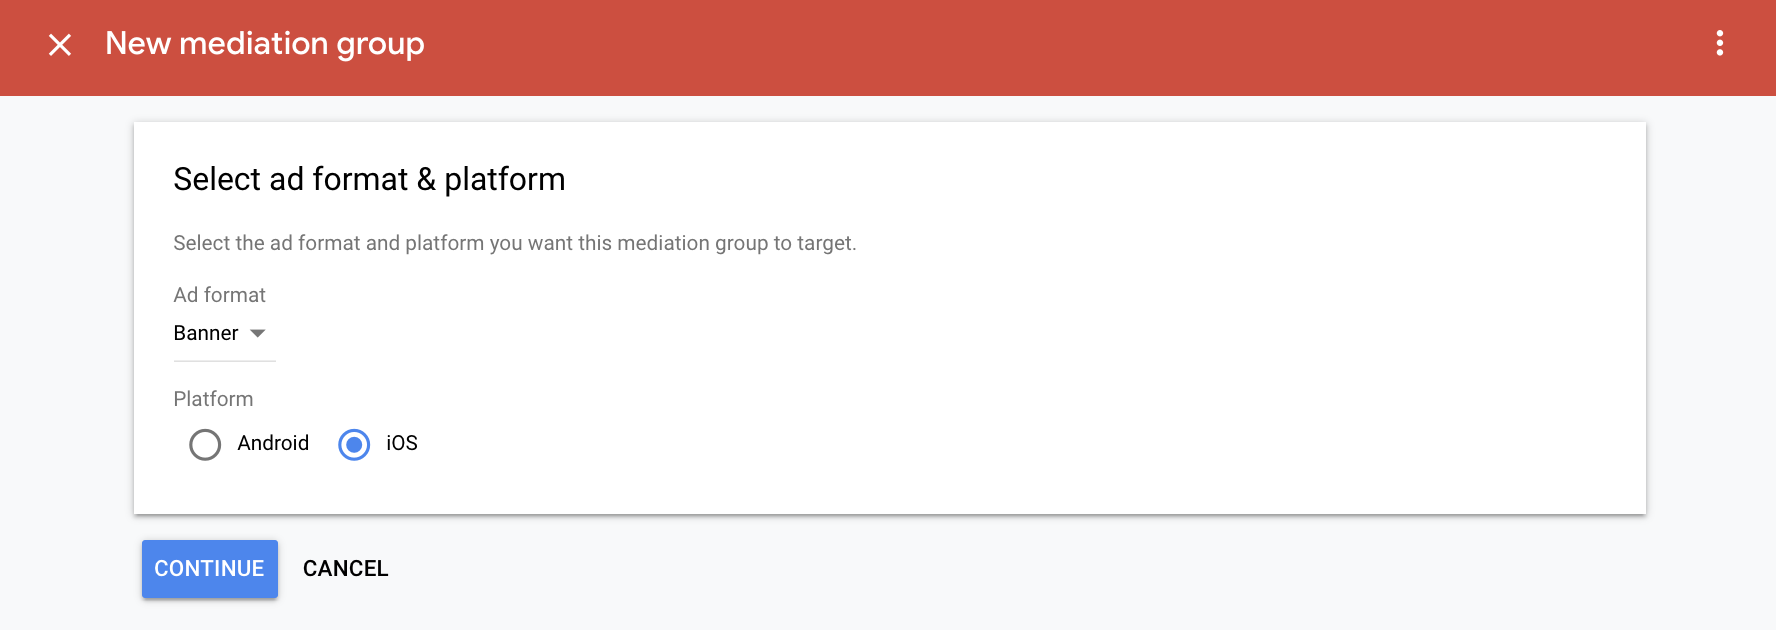 New mediation group
Select ad format & platform
Select the ad format and platform you want this mediation group to target.
Ad format
Banner
Platform
Android iOS
CONTINUE CANCEL